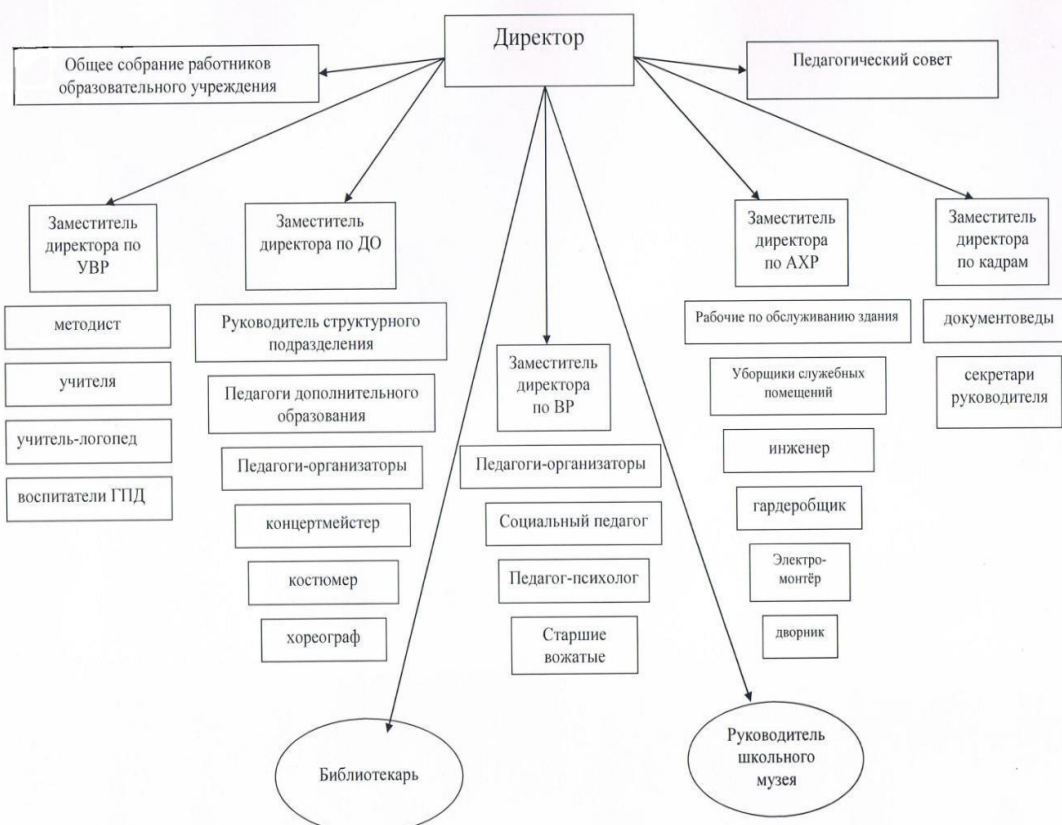 Директор
Общее собрание работников
образовательного учреждения
Педагогический совет
Заместитель
директора по
УВР
методист
учителя
учитель-логопед
воспитатели ГПД
Заместитель
директора по ДО
Руководитель структурного
подразделения
Педагоги дополнительного
образования
Педагоги-организаторы
концертмейстер
костюмер
хореограф
Заместитель
директора
по ВР
Педагоги-организаторы
Социальный педагог
Педагог-психолог
Старшие
вожатые
Заместитель
директора
по АХР
Рабочие по обслуживанию здания
Уборщики служебных
помещений
инженер
гардеробщик
Электро-
монтёр
дворник
Заместитель
директора
по кадрам
документоведы
секретари
руководителя
Библиотекарь
Руководитель
школьного
музея